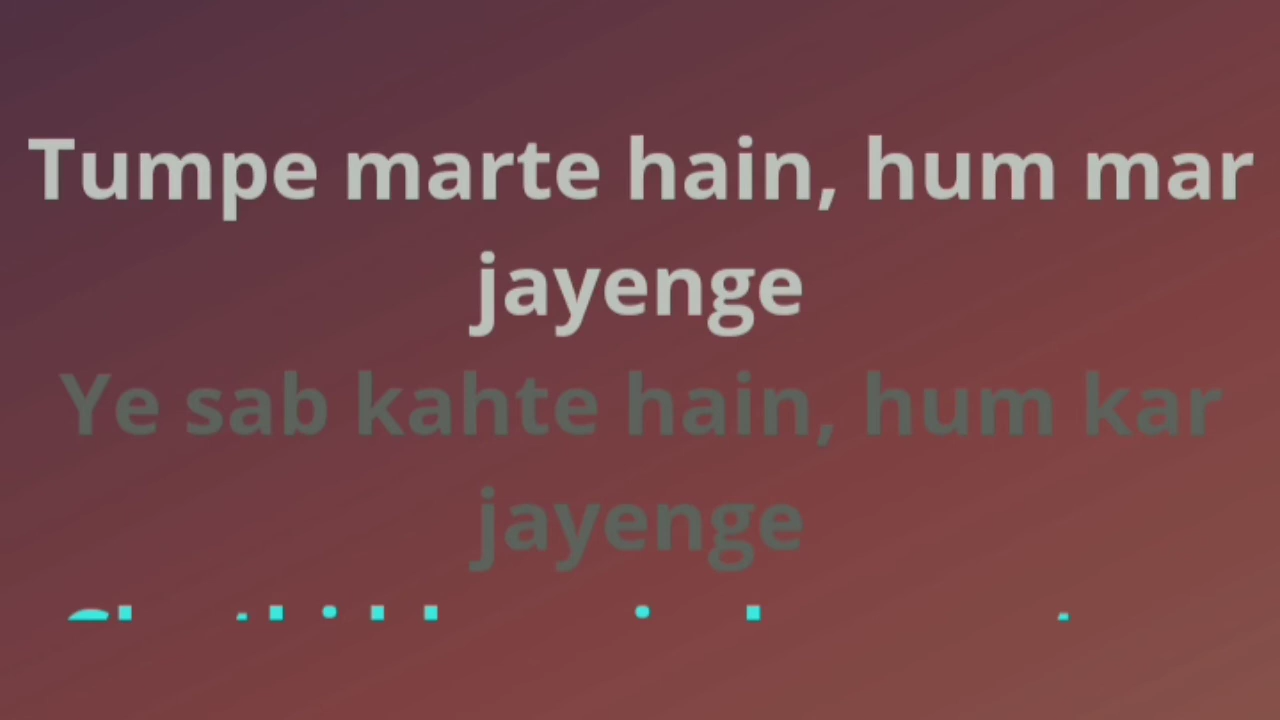 Tumpe marte hain, hum mar
jayenge
Ye sab kahte hain, hum kar
jayenge